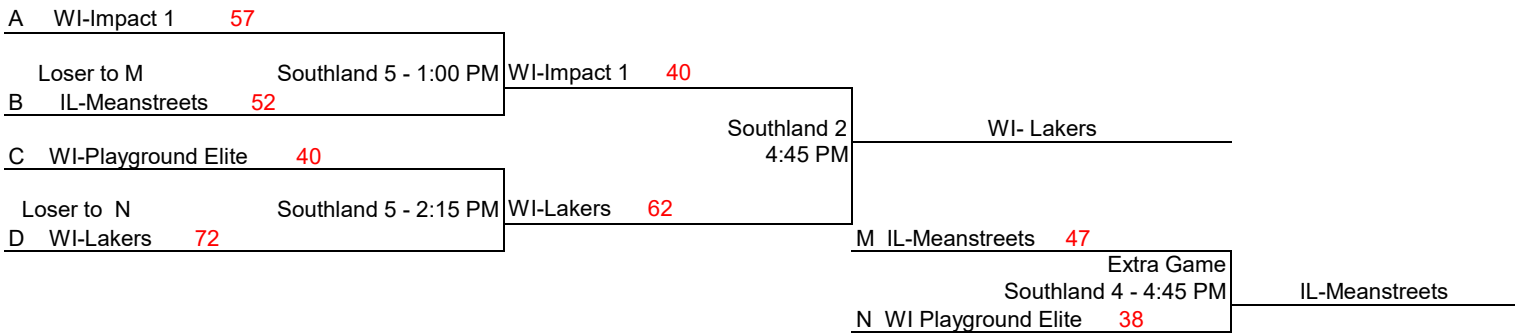 A WI-Impact 1 57
Loser to M Southland 5 - 1:00 PM WI-Impact 1 40
B IL-Meanstreets 52
Southland 2 WI- Lakers
C WI-Playground Elite 40 4:45 PM
Loser to N Southland 5 - 2:15 PM WI-Lakers 62
D WI-Lakers 72 M IL-Meanstreets 47
Extra Game
Southland 4 - 4:45 PM IL-Meanstreets
N WI Playground Elite 38